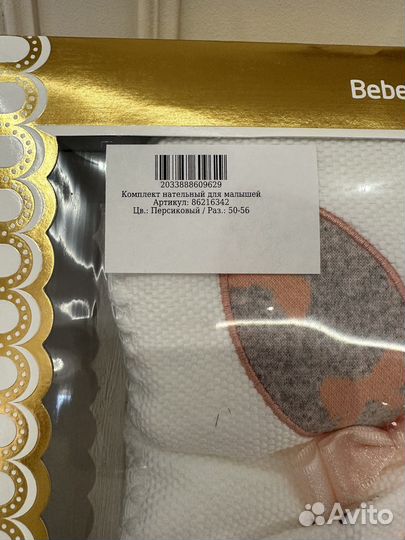 Bebe
2033888609629
Комплект нательный для малышей
Артикул: 86216342
Цв.: Персиковый / Раз.: 50-56
Avito